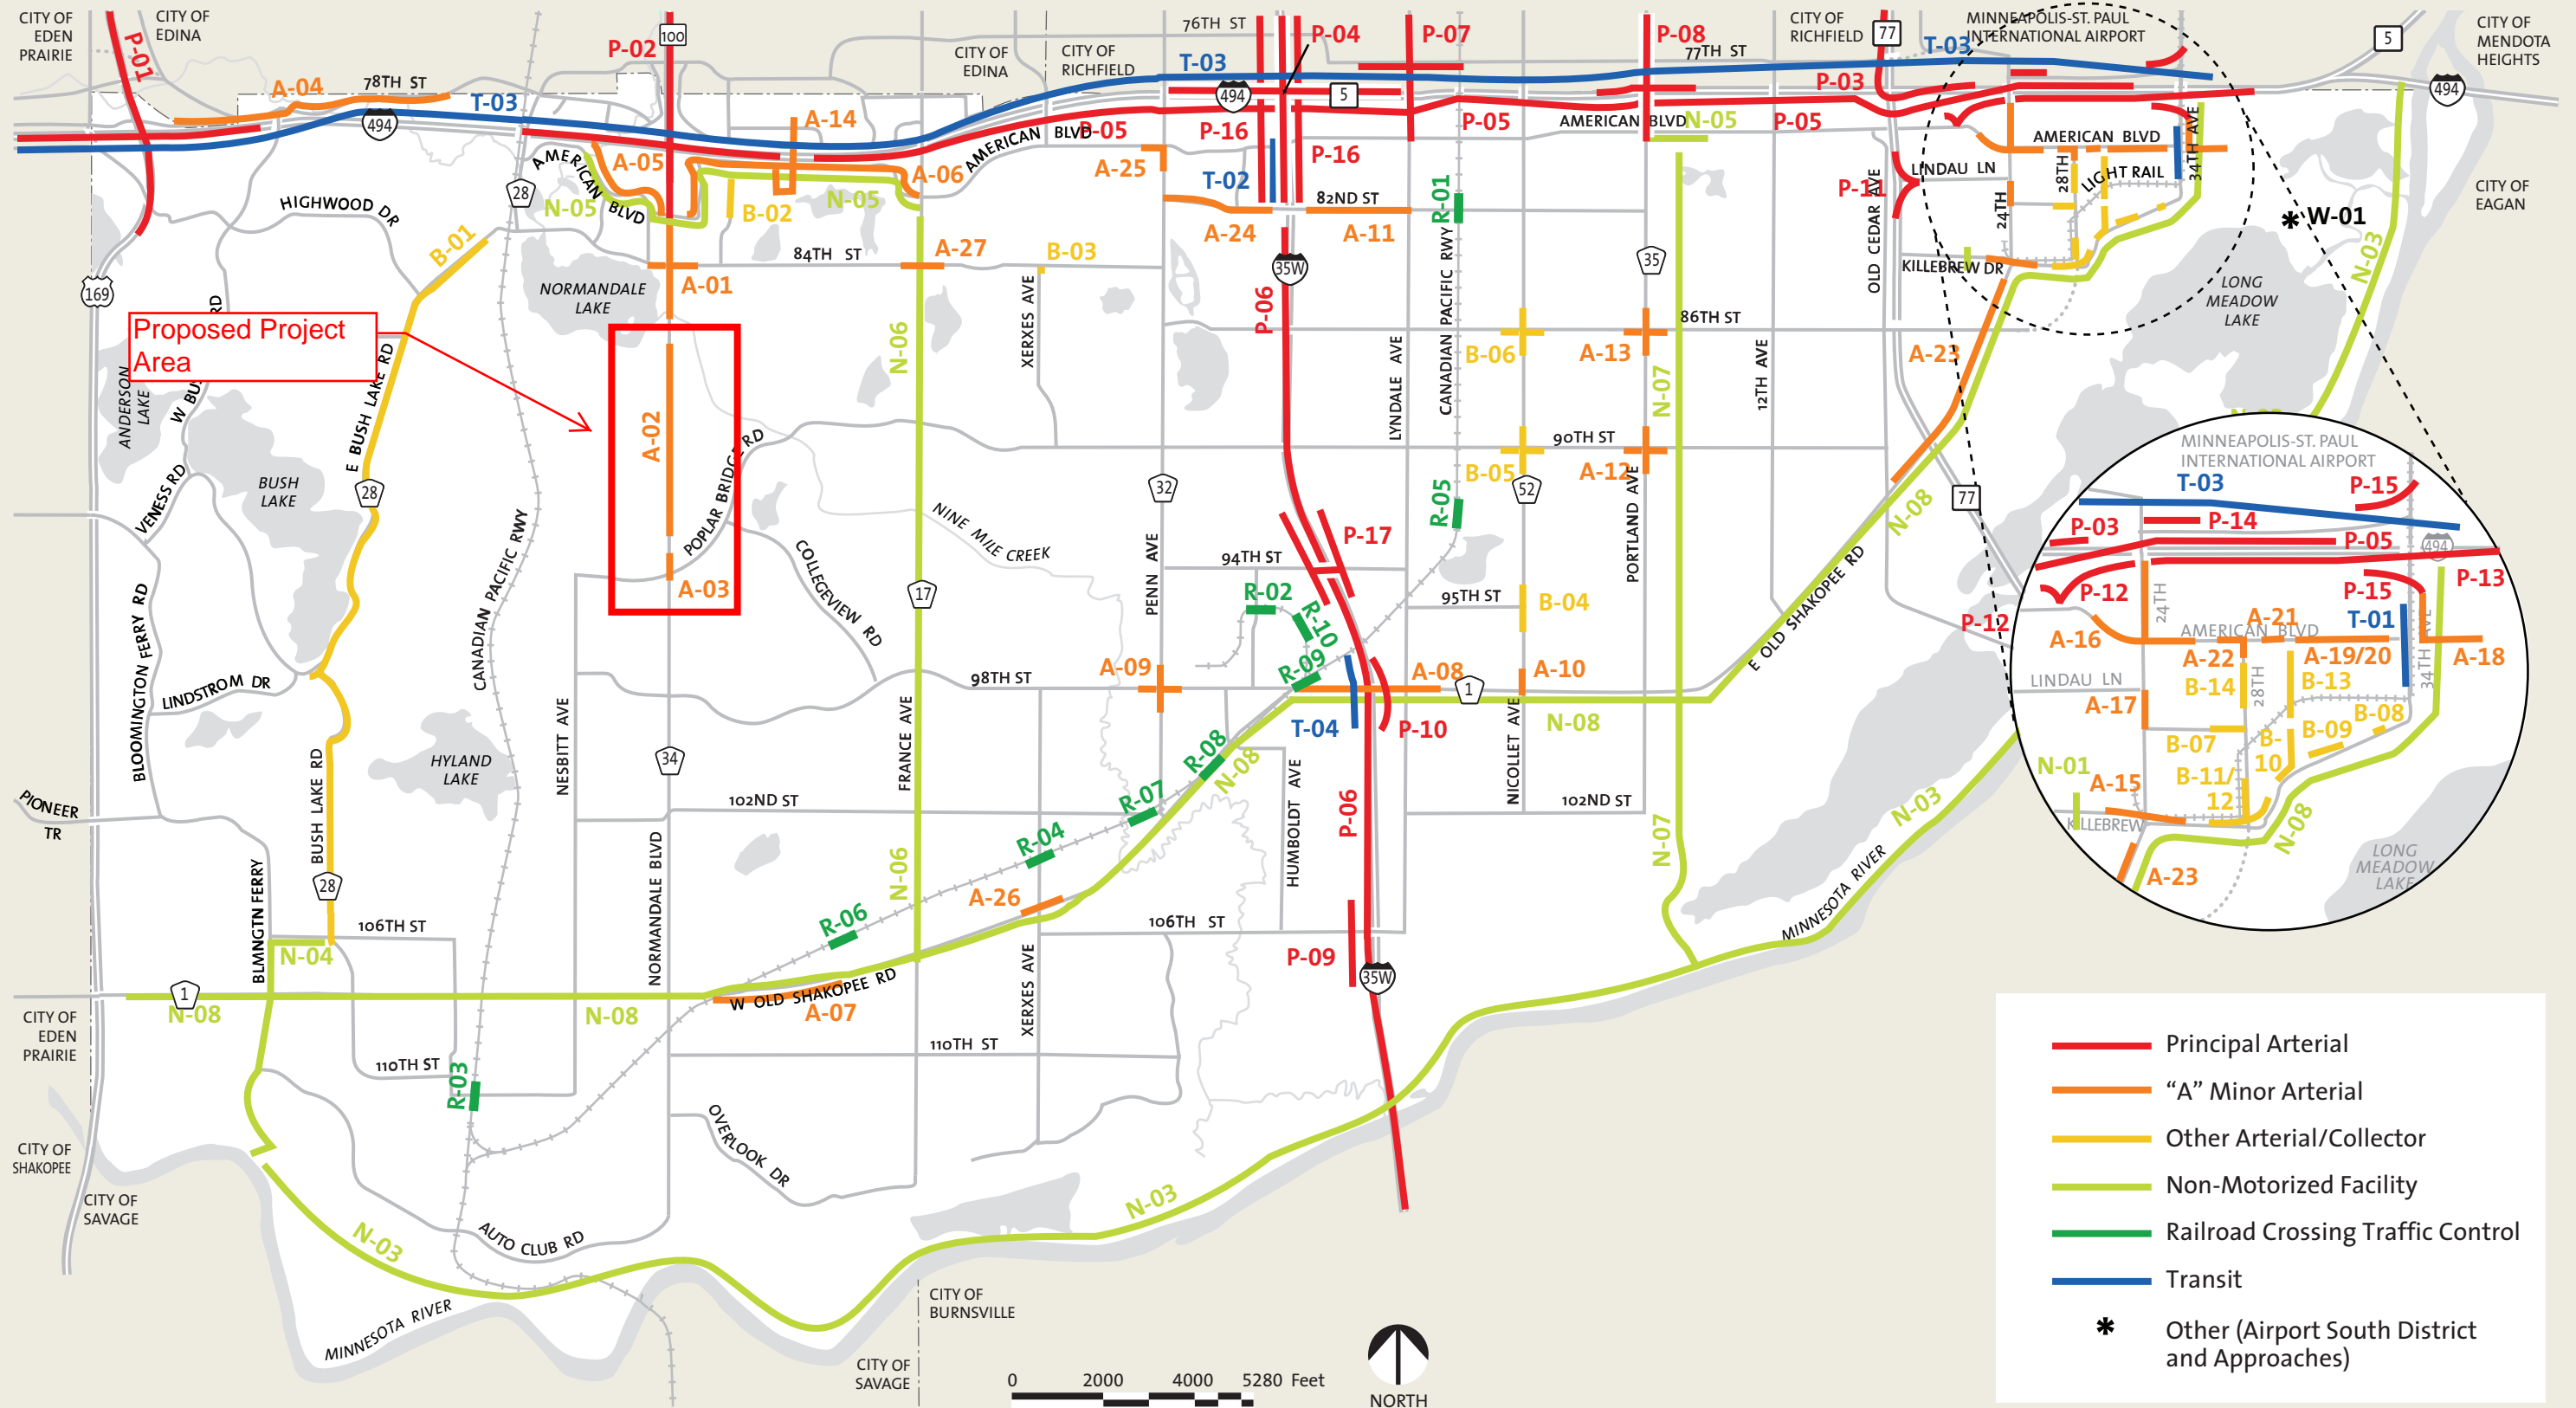 CITY OF
EDEN
PRAIRIE
CITY OF
EDINA
P-01
P-02
100
76TH ST
P-04
P-07
P-08
CITY OF
RICHFIELD
77
MINNEAPOLIS-ST. PAUL
INTERNATIONAL AIRPORT
T-03
5
CITY OF
MENDOTA
HEIGHTS
CITY OF
EDINA
CITY OF
RICHFIELD
T-03
77TH ST
P-03
A-04
78TH ST
494
T-03
494
5
494
A-14
AMERICAN BLVD
P-05
P-16
P-05
AMERICAN BLVD
N-05
P-05
AMERICAN BLVD
34TH AVE
AMERICAN BLVD
A-05
A-06
A-25
P-16
LINDAU LN
28TH
LIGHT RAIL
28
N-05
B-02
N-05
T-02
82ND ST
R-01
P-11
OLD CEDAR AVE
24TH
CITY OF
EAGAN
W-01
HIGHWOOD DR
B-01
A-24
A-11
84TH ST
A-27
B-03
35W
35
KILLEBREW DR
N-03
169
NORMANDALE
LAKE
A-01
XERXES AVE
P-06
CANADIAN PACIFIC RWY
LONG
MEADOW
LAKE
Proposed Project
Area
RD
W BU
ANDERSON
LAKE
E BUSH LAKE RD
N-06
LYNDALE AVE
B-06
A-13
86TH ST
12TH AVE
A-23
N-07
A-02
POPLAR BRIDGE RD
90TH ST
B-05
A-12
52
PORTLAND AVE
77
N-08
VENESS RD
BUSH
LAKE
28
CANADIAN PACIFIC RWY
32
R-05
NINE MILE CREEK
COLLEGEVIEW RD
PENN AVE
P-17
94TH ST
A-03
17
R-02
R-10
95TH ST
B-04
E OLD SHAKOPEE RD
BLOOMINGTON FERRY RD
LINDSTROM DR
98TH ST
A-09
R-09
A-08
1
A-10
P-12
HYLAND
LAKE
NESBITT AVE
34
FRANCE AVE
R-08
N-08
T-04
P-10
NICOLLET AVE
N-08
PIONEER
TR
BUSH LAKE RD
102ND ST
R-07
HUMBOLDT AVE
P-06
102ND ST
N-07
N-03
MINNESOTA RIVER
BLMNGTN FERRY
28
NORMANDALE BLVD
N-06
R-04
A-26
106TH ST
N-04
R-06
106TH ST
XERXES AVE
P-09
35W
1
N-08
N-08
W OLD SHAKOPEE RD
A-07
CITY OF
EDEN
PRAIRIE
110TH ST
R-03
110TH ST
CITY OF
SHAKOPEE
CITY OF
SAVAGE
OVERLOOK DR
AUTO CLUB RD
N-03
N-03
MINNESOTA RIVER
CITY OF
BURNSVILLE
CITY OF
SAVAGE
0 2000 4000 5280 Feet
NORTH
MINNEAPOLIS-ST. PAUL
INTERNATIONAL AIRPORT
T-03
P-15
P-03
P-14
P-05
494
P-13
P-12
P-15
24TH
A-21
T-01
A-16
AMERICAN BLVD
A-22
A-19/20
34TH AVE
A-18
LINDAU LN
B-14
28TH
B-13
A-17
B-08
B-07
B-
10
B-09
N-01
A-15
B-11/
12
KILLEBREW
N-08
A-23
LONG
MEADOW
LAKE
Principal Arterial
“A” Minor Arterial
Other Arterial/Collector
Non-Motorized Facility
Railroad Crossing Traffic Control
Transit
Other (Airport South District
and Approaches)